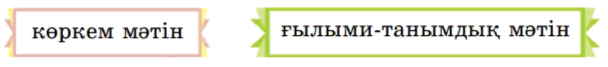 көркем мәтін
ғылыми-танымдық мәтін